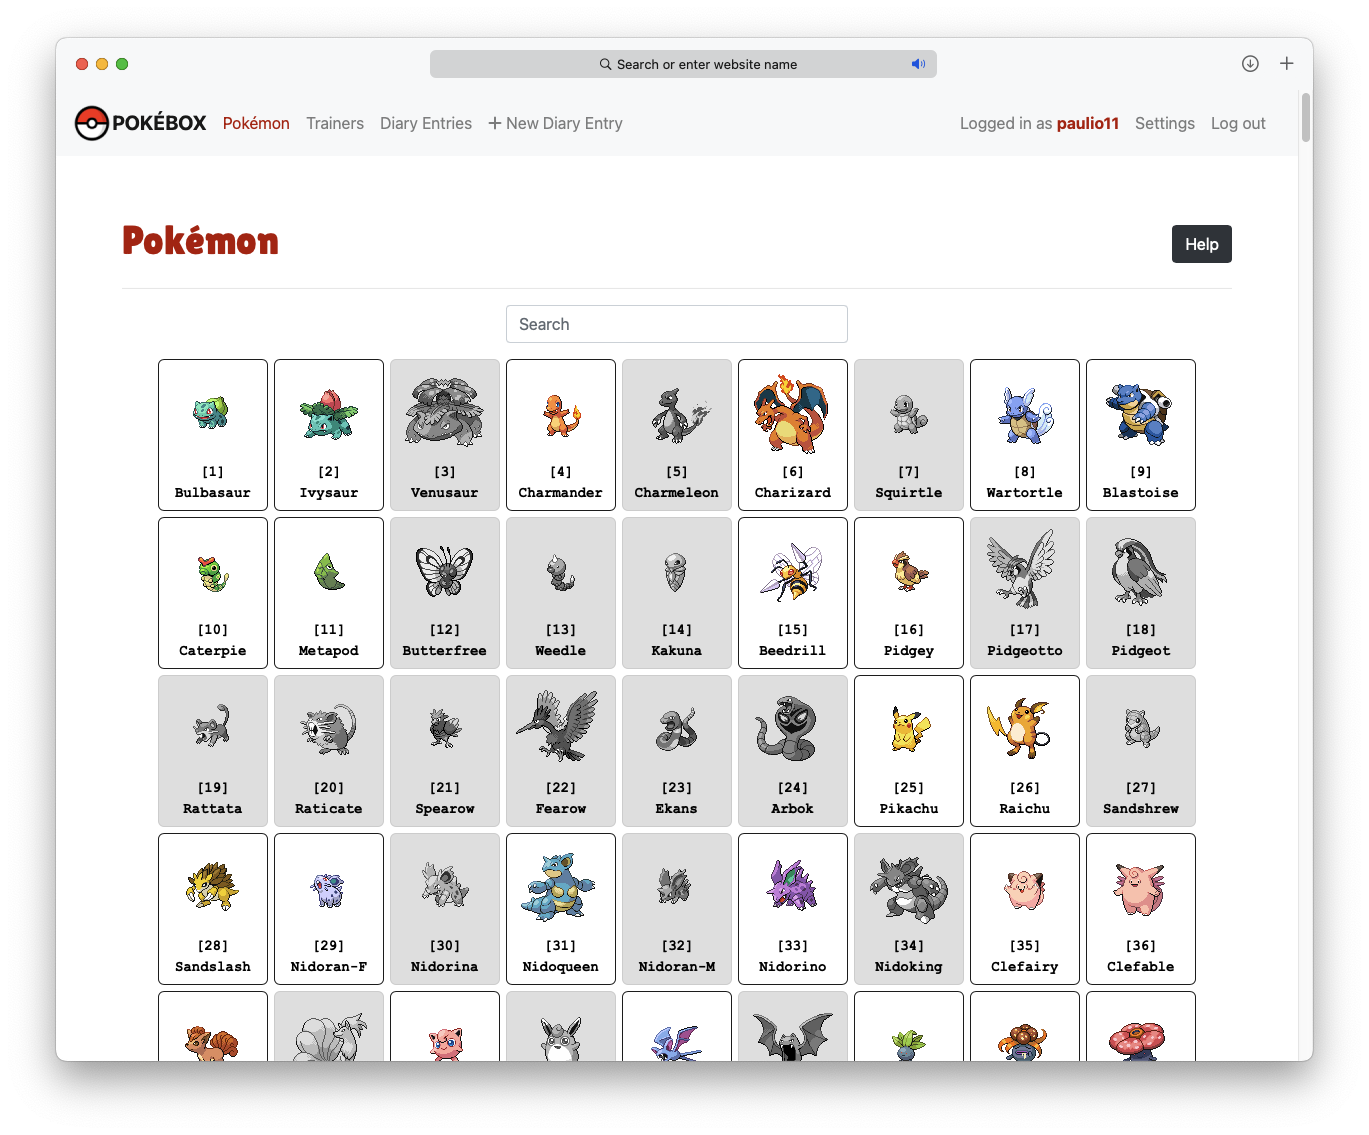 Search or enter website name
POKÉBOX Pokémon Trainers Diary Entries + New Diary Entry Logged in as paulio11 Settings Log out
Pokémon
Help
Search
[1] [2] [3] [4] [5] [6] [7] [8] [9]
Bulbasaur Ivysaur Venusaur Charmander Charmeleon Charizard Squirtle Wartortle Blastoise
[10] [11] [12] [13] [14] [15] [16] [17] [18]
Caterpie Metapod Butterfree Weedle Kakuna Beedrill Pidgey Pidgeotto Pidgeot
[19] [20] [21] [22] [23] [24] [25] [26] [27]
Rattata Raticate Spearow Fearow Ekans Arbok Pikachu Raichu Sandshrew
[28] [29] [30] [31] [32] [33] [34] [35] [36]
Sandslash Nidoran-F Nidorina Nidoqueen Nidoran-M Nidorino Nidoking Clefairy Clefable